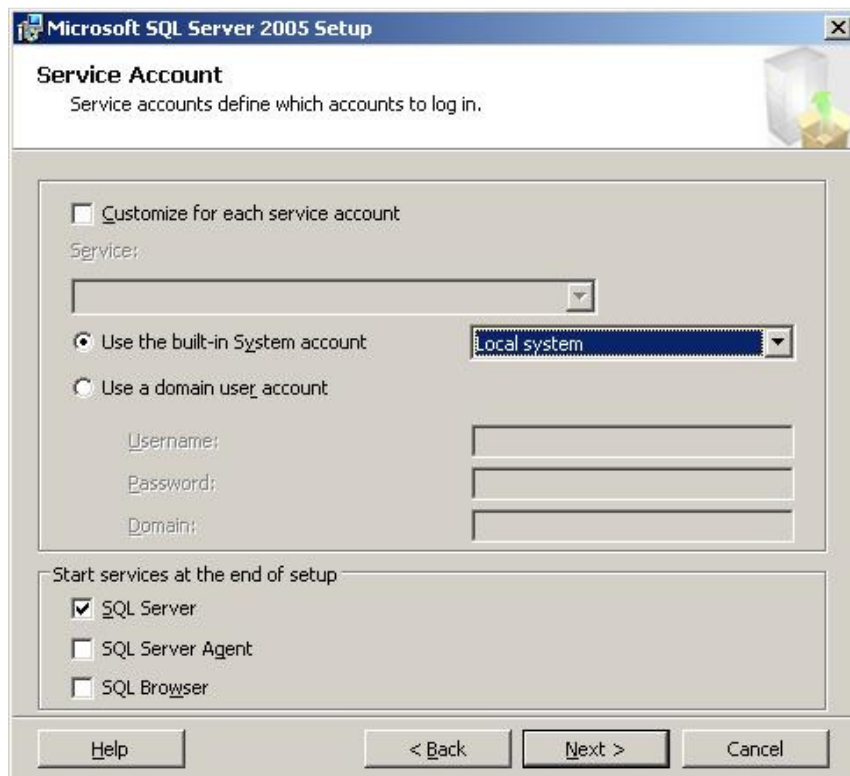 Microsoft SQL Server 2005 Setup
Service Account
Service accounts define which accounts to log in.
Customize for each service account
Service:
Use the built-in System account
Local system
Use a domain user account
Username:
Password:
Domain:
Start services at the end of setup
SQL Server
SQL Server Agent
SQL Browser
Help
< Back
Next >
Cancel